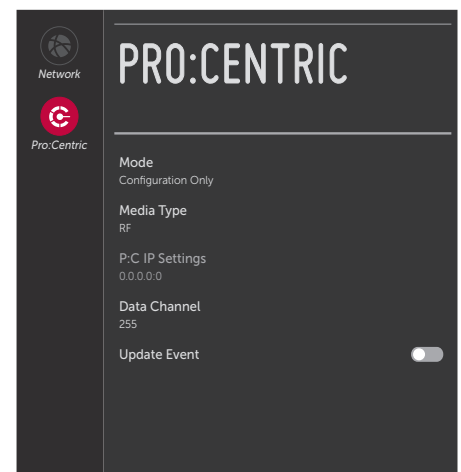 PRO:CENTRIC
Network
Pro:Centric
Mode
Configuration Only
Media Type
RF
P:C IP Settings
0.0.0.0:0
Data Channel
255
Update Event